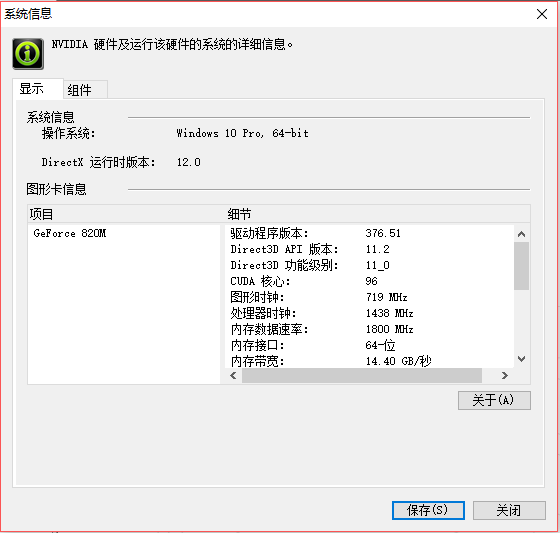 系统信息
NVIDIA 硬件及运行该硬件的系统的详细信息。
显示 组件
系统信息
操作系统: Windows 10 Pro, 64-bit
DirectX 运行时版本: 12.0
图形卡信息
项目 细节
GeForce 820M 驱动程序版本: 376.51
Direct3D API 版本: 11.2
Direct3D 功能级别: 11_0
CUDA 核心: 96
图形时钟: 719 MHz
处理器时钟: 1438 MHz
内存数据速率: 1800 MHz
内存接口: 64-位
内存带宽: 14.40 GB/秒
关于(A)
保存(S) 关闭